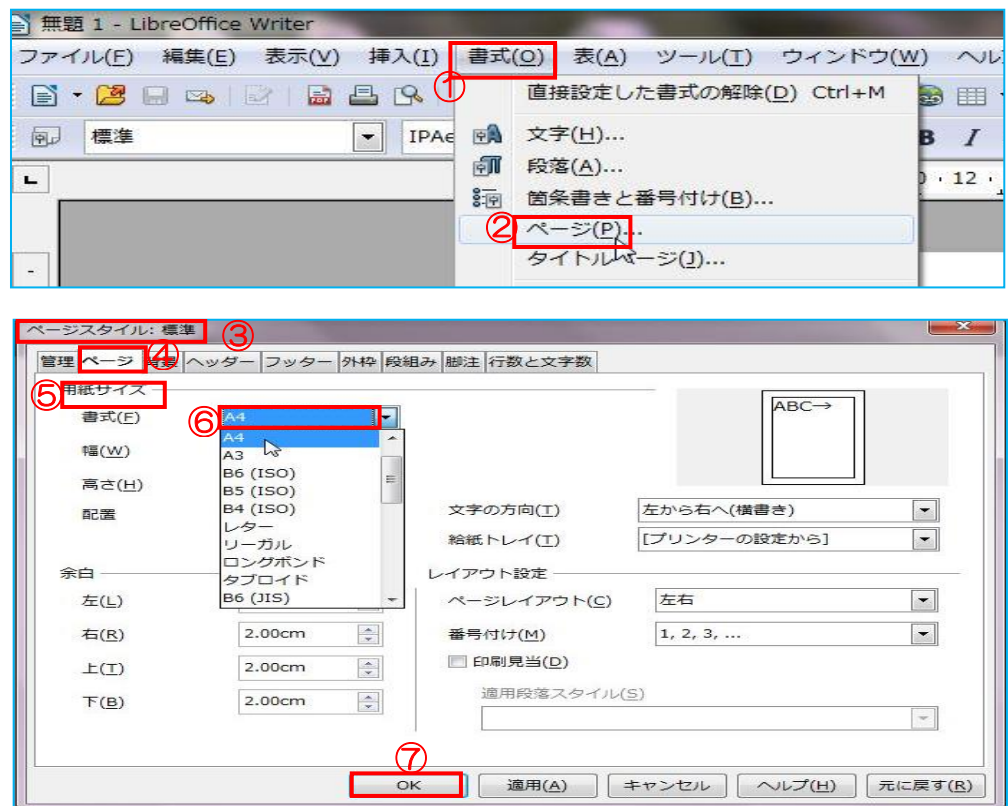 無題 1 - LibreOffice Writer
ファイル(F) 編集(E) 表示(V) 挿入(I) 書式(O) 表(A) ツール(T) ウィンドウ(W) ヘル
①
直接設定した書式の解除(D) Ctrl+M
標準 IPAe 文字(H)... B I
段落(A)... 12
箇条書きと番号付け(B)...
② ページ(P)...
タイトルページ(J)...
ページスタイル: 標準 ③
管理 ページ ④ 背景 ヘッダー フッター 外枠 段組み 脚注 行数と文字数
⑤ 用紙サイズ
書式(F) ⑥ A4
ABC→
A4
幅(W) A3
B6 (ISO)
高さ(H) B5 (ISO)
配置 B4 (ISO) 文字の方向(T) 左から右へ(横書き)
レター
リーガル 給紙トレイ(T) [プリンターの設定から]
ロングボンド
余白 タブロイド レイアウト設定
左(L) B6 (JIS) ページレイアウト(C) 左右
右(R) 2.00cm 番号付け(M) 1, 2, 3, ...
上(T) 2.00cm 印刷見当(D)
下(B) 2.00cm 適用段落スタイル(S)
⑦
OK 適用(A) キャンセル ヘルプ(H) 元に戻す(R)